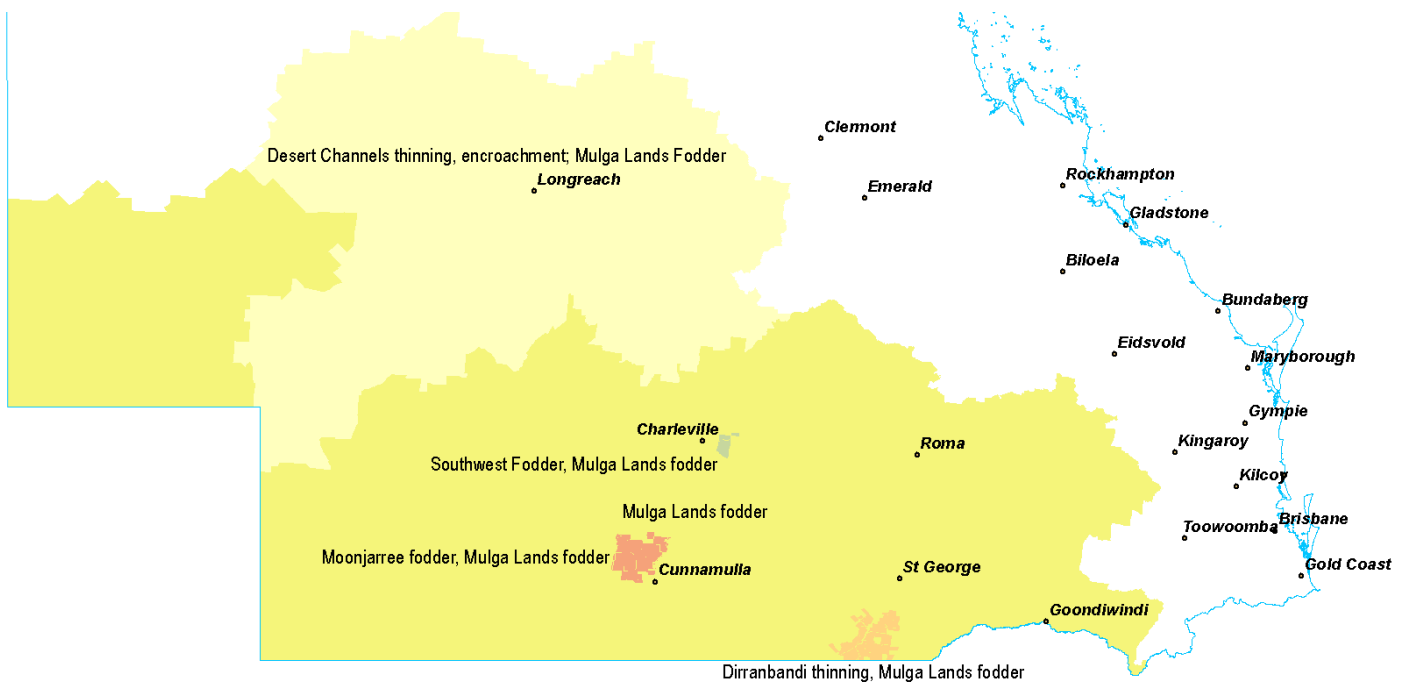 Clermont
Desert Channels thinning, encroachment; Mulga Lands Fodder
Longreach
Emerald
Rockhampton
Gladstone
Biloela
Bundaberg
Eidsvold
Maryborough
Gympie
Charleville
Roma
Kingaroy
Southwest Fodder, Mulga Lands fodder
Kilcoy
Mulga Lands fodder
Toowoomba
Brisbane
Moonjarree fodder, Mulga Lands fodder
Cunnamulla
St George
Gold Coast
Goondiwindi
Dirranbandi thinning, Mulga Lands fodder